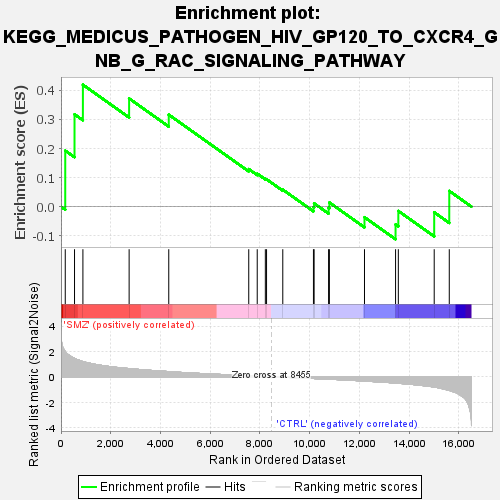 Enrichment plot:
KEGG_MEDICUS_PATHOGEN_HIV_GP120_TO_CXCR4_G
NB_G_RAC_SIGNALING_PATHWAY
Enrichment score (ES)
0.4
0.3
0.2
0.1
0.0
-0.1
Ranked list metric (Signal2Noise)
'SMZ' (positively correlated)
4
2
0
-2
-4
Zero cross at 8455
'CTRL' (negatively correlated)
0 2,000 4,000 6,000 8,000 10,000 12,000 14,000 16,000
Rank in Ordered Dataset
Enrichment profile Hits Ranking metric scores